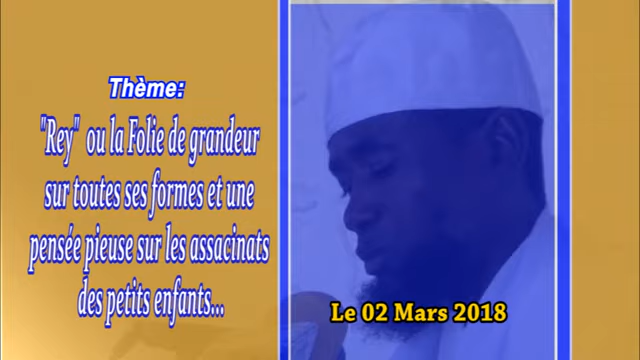 Thème:
"Rey" ou la Folie de grandeur
sur toutes ses formes et une
pensée pieuse sur les assacinats
des petits enfants...
Le 02 Mars 2018